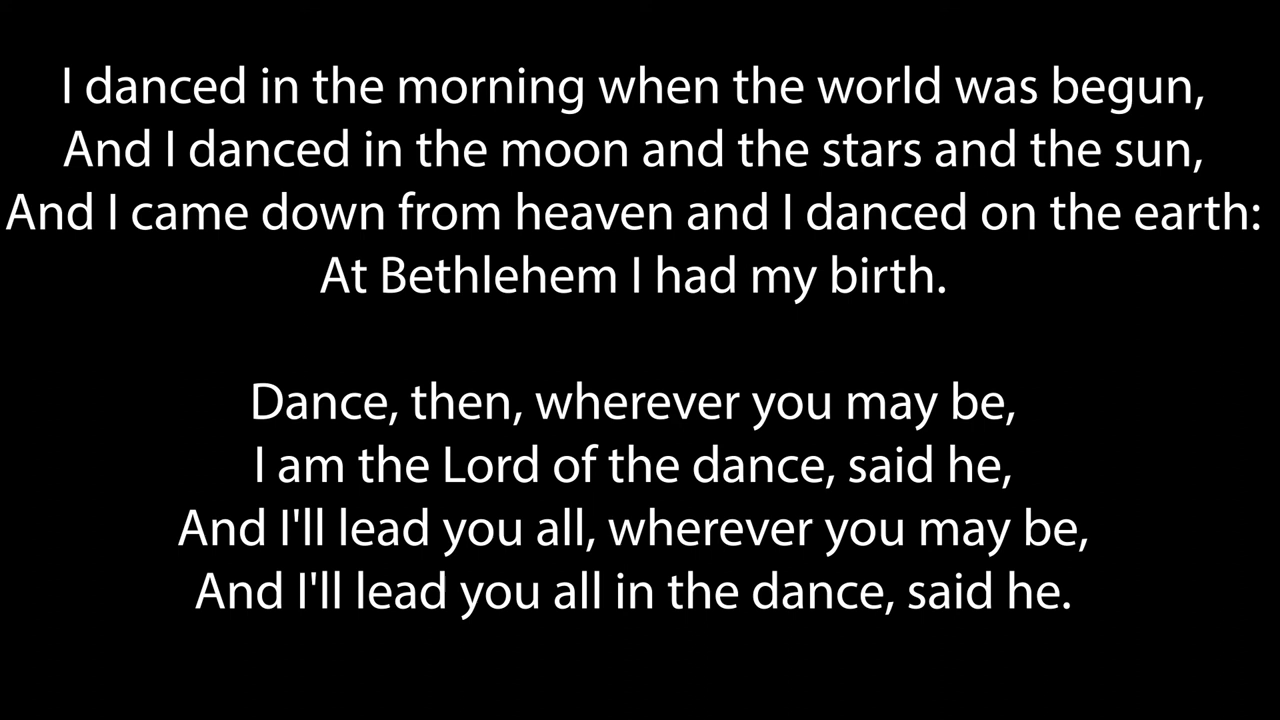 I danced in the morning when the world was begun,
And I danced in the moon and the stars and the sun,
And I came down from heaven and I danced on the earth:
At Bethlehem I had my birth.
Dance, then, wherever you may be,
I am the Lord of the dance, said he,
And I'll lead you all, wherever you may be,
And I'll lead you all in the dance, said he.